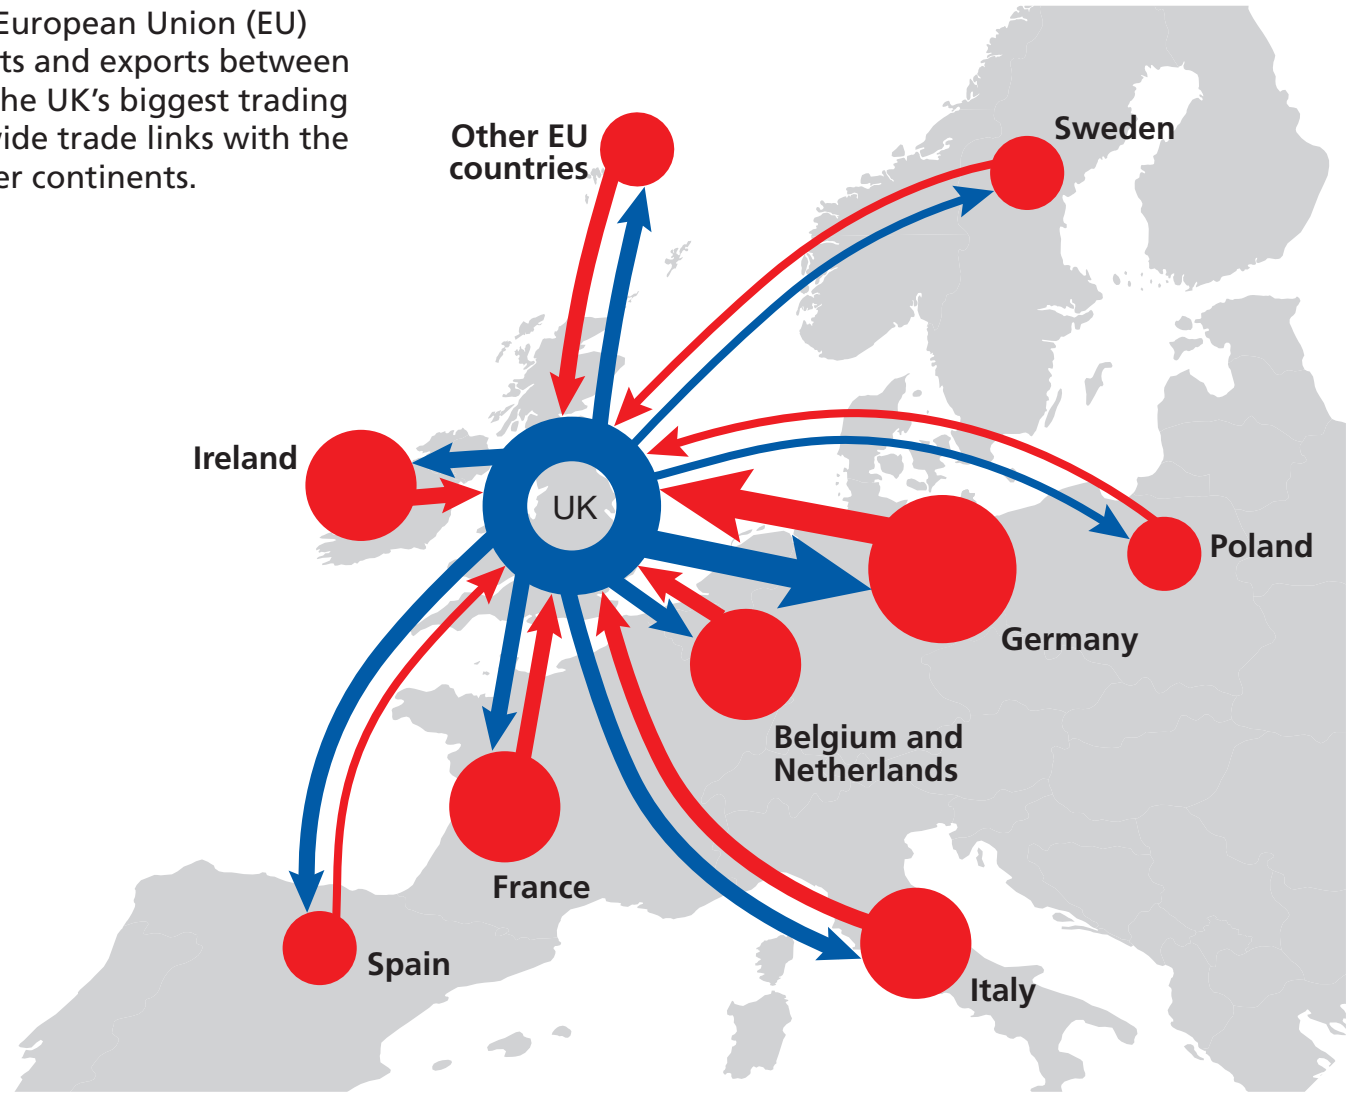 European Union (EU)
ts and exports between
he UK’s biggest trading
vide trade links with the
er continents.
Other EU
countries
Sweden
Ireland
UK
Poland
Germany
Belgium and
Netherlands
France
Spain
Italy